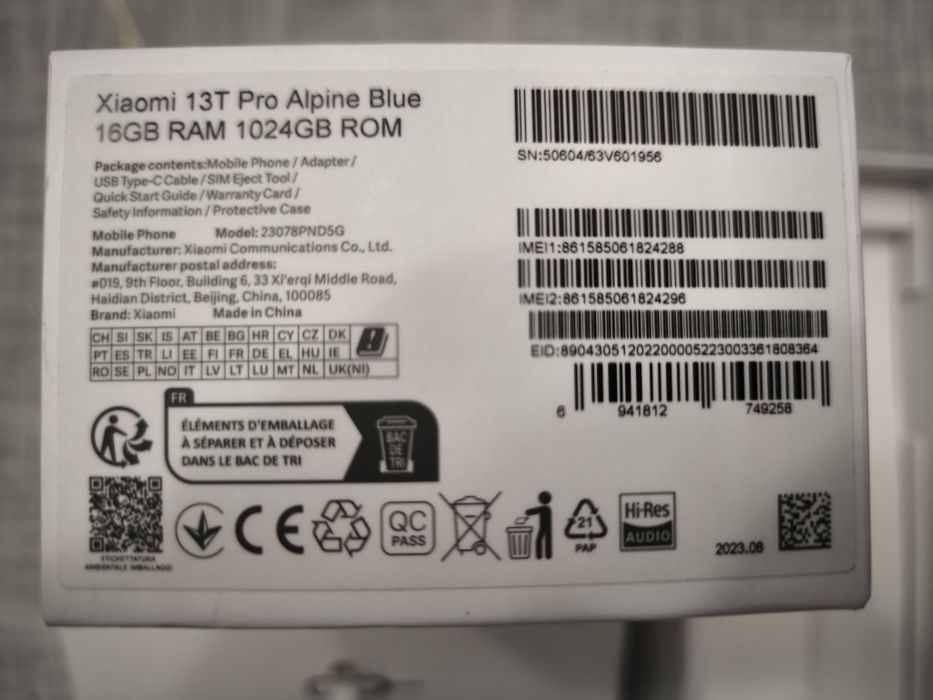 Xiaomi 13T Pro Alpine Blue
16GB RAM 1024GB ROM
Package contents:Mobile Phone / Adapter /
USB Type-C Cable / SIM Eject Tool /
Quick Start Guide / Warranty Card /
Safety Information / Protective Case
Mobile Phone Model: 23078PND5G
Manufacturer: Xiaomi Communications Co., Ltd.
Manufacturer postal address:
#019, 9th Floor, Building 6, 33 Xi'erqi Middle Road,
Haidian District, Beijing, China, 100085
Brand: Xiaomi Made in China
CH SI SK IS AT BE BG HR CY CZ DK
PT ES TR LI EE FI FR DE EL HU IE
RO SE PL NO IT LV LT LU MT NL UK(NI)
FR
ÉLÉMENTS D'EMBALLAGE
À SÉPARER ET À DÉPOSER
DANS LE BAC DE TRI
BAC
DE
TRI
ETICHETTATURA
AMBIENTALE IMBALLAGGI
CE
QC
PASS
21
PAP
Hi-Res
AUDIO
2023.08
SN:50604/63V601956
IMEI1:861585061824288
IMEI2:861585061824296
EID:89043051202200005223003361808364
6 941812 749258